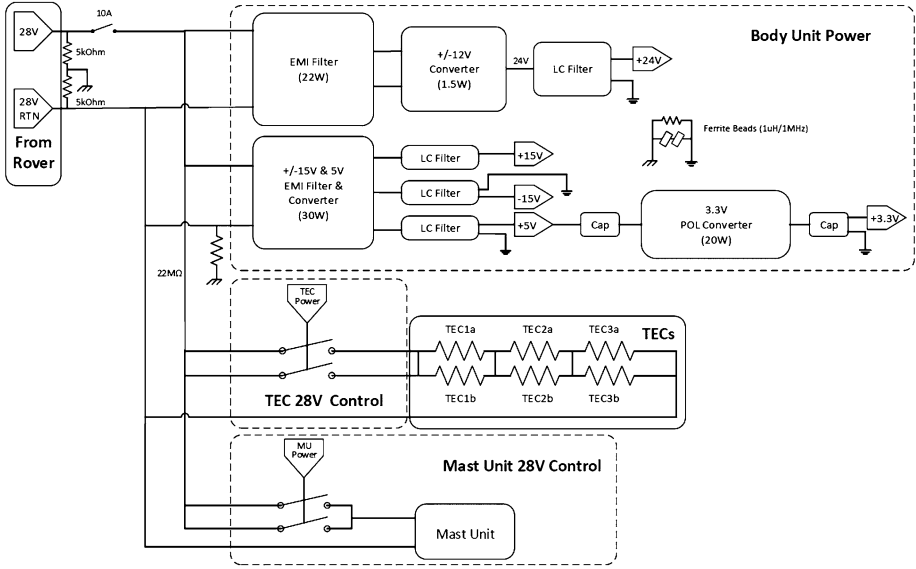 28V
10A
5kOhm
5kOhm
28V
RTN
From
Rover
Body Unit Power
EMI Filter
(22W)
+/-12V
Converter
(1.5W)
24V
LC Filter
+24V
Ferrite Beads (1uH/1MHz)
+/-15V & 5V
EMI Filter &
Converter
(30W)
LC Filter
+15V
LC Filter
-15V
LC Filter
+5V
Cap
3.3V
POL Converter
(20W)
Cap
+3.3V
22MΩ
TEC
Power
TEC 28V Control
TECs
TEC1a
TEC2a
TEC3a
TEC1b
TEC2b
TEC3b
MU
Power
Mast Unit 28V Control
Mast Unit